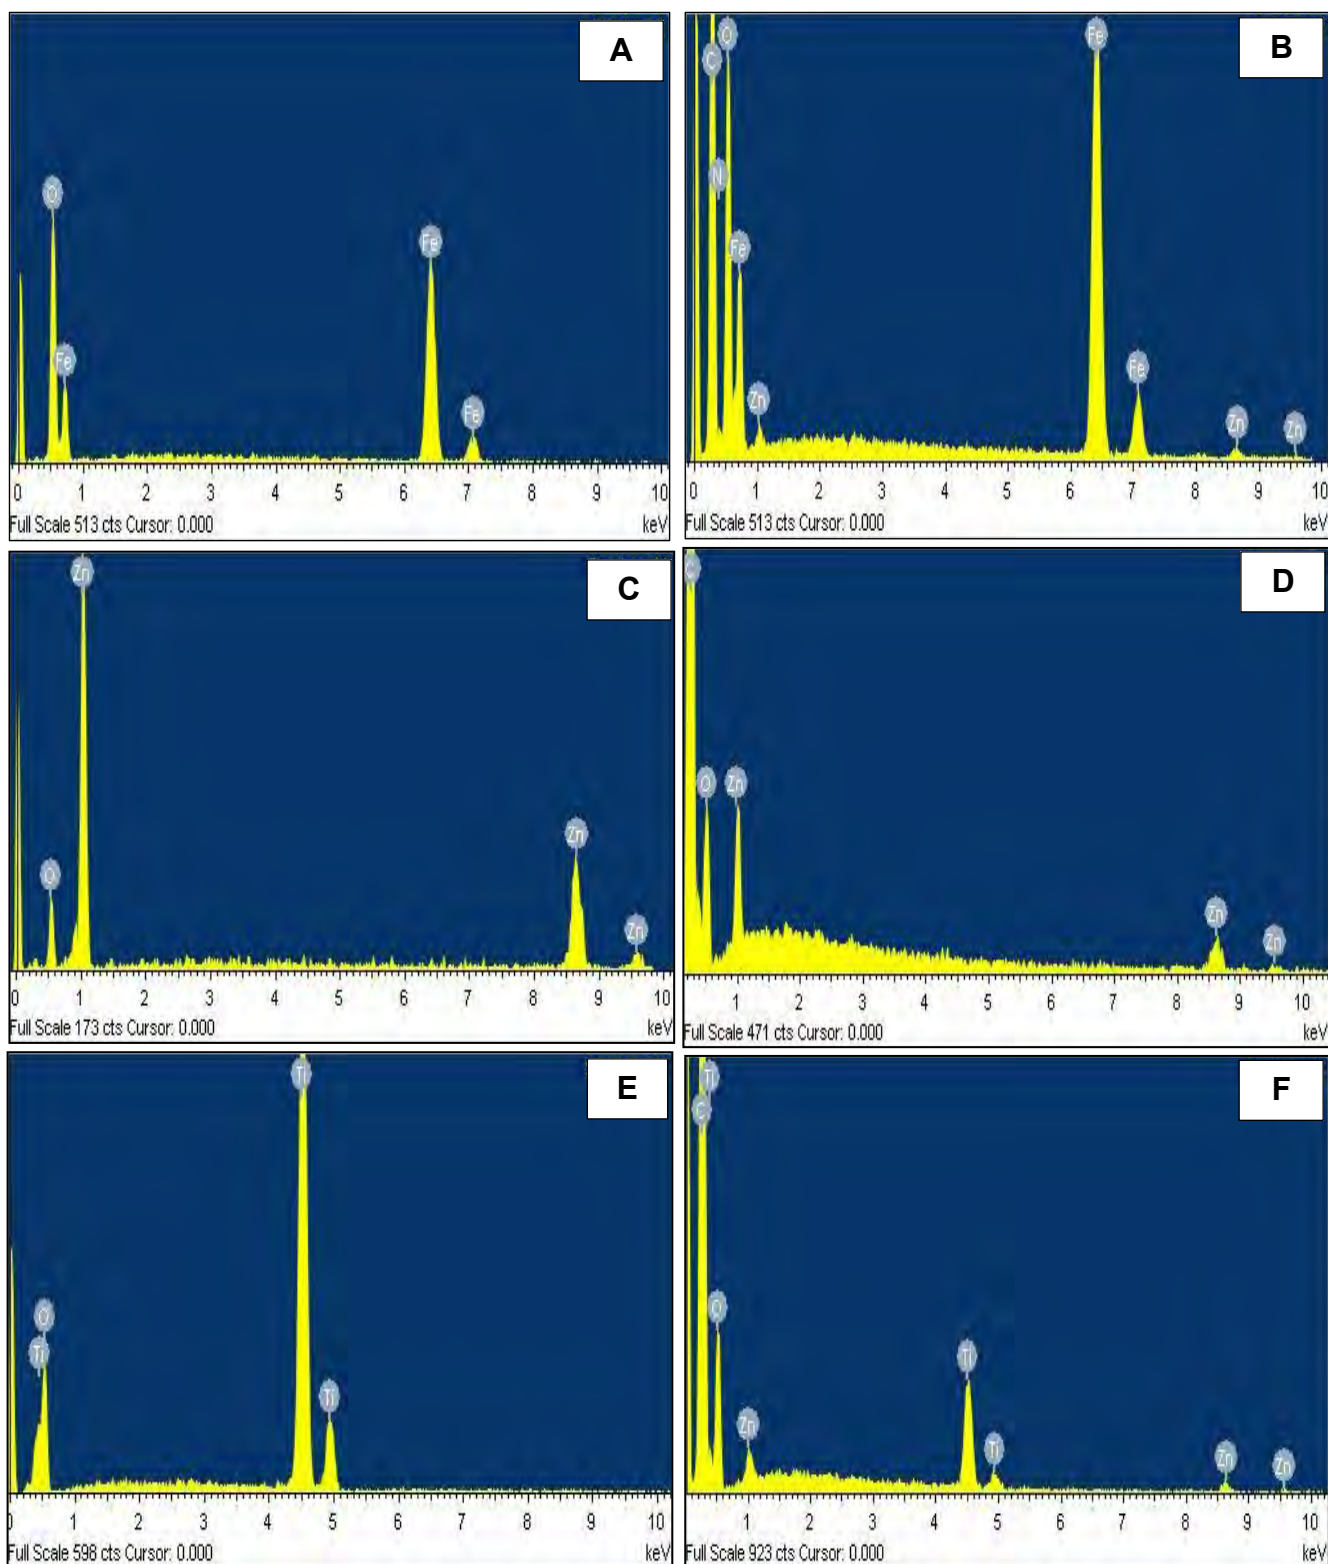 A
O
Fe
Fe
Fe
0 1 2 3 4 5 6 7 8 9 10
Full Scale 513 cts Cursor: 0.000 keV
B
O
Fe
C
N
Fe
Fe
Zn
Zn
Zn
0 1 2 3 4 5 6 7 8 9 10
Full Scale 513 cts Cursor: 0.000 keV
C
Zn
Zn
O
Zn
0 1 2 3 4 5 6 7 8 9 10
Full Scale 173 cts Cursor: 0.000 keV
D
C
O
Zn
Zn
Zn
1 2 3 4 5 6 7 8 9 10
Full Scale 471 cts Cursor: 0.000 keV
E
Ti
O
Ti
Ti
0 1 2 3 4 5 6 7 8 9 10
Full Scale 598 cts Cursor: 0.000 keV
F
Ti
C
O
Ti
Zn
Ti
Zn
Zn
1 2 3 4 5 6 7 8 9 10
Full Scale 923 cts Cursor: 0.000 keV